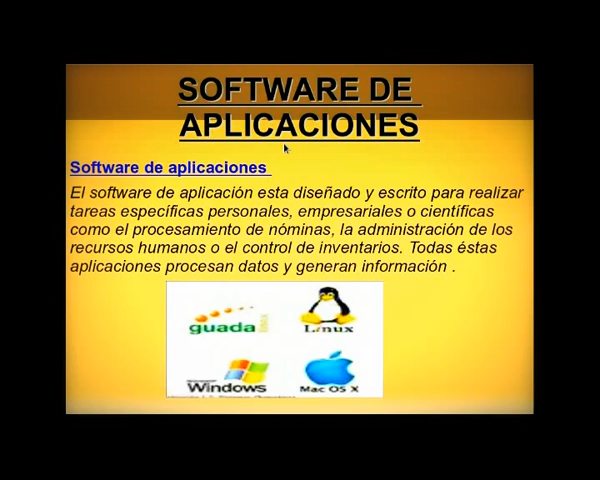 SOFTWARE DE
APLICACIONES
Software de aplicaciones
El software de aplicación esta diseñado y escrito para realizar
tareas específicas personales, empresariales o científicas
como el procesamiento de nóminas, la administración de los
recursos humanos o el control de inventarios. Todas éstas
aplicaciones procesan datos y generan información .
guada
Linux
Windows
Mac OS X